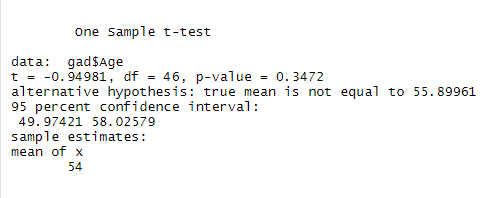 One Sample t-test
data: gad$Age
t = -0.94981, df = 46, p-value = 0.3472
alternative hypothesis: true mean is not equal to 55.89961
95 percent confidence interval:
49.97421 58.02579
sample estimates:
mean of x
54